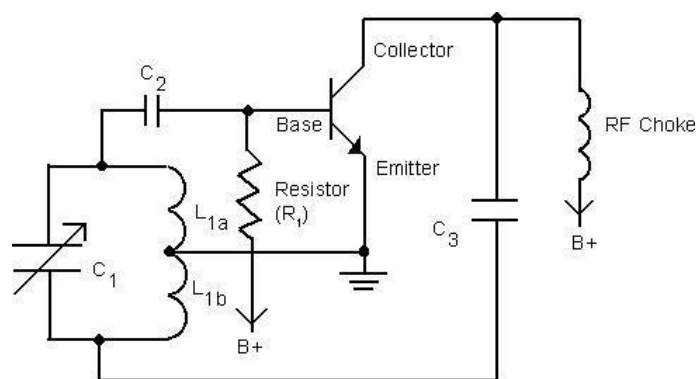 Collector
C2
Base
RF Choke
Emitter
Resistor
(R1)
L1a
C3
B+
C1
L1b
B+